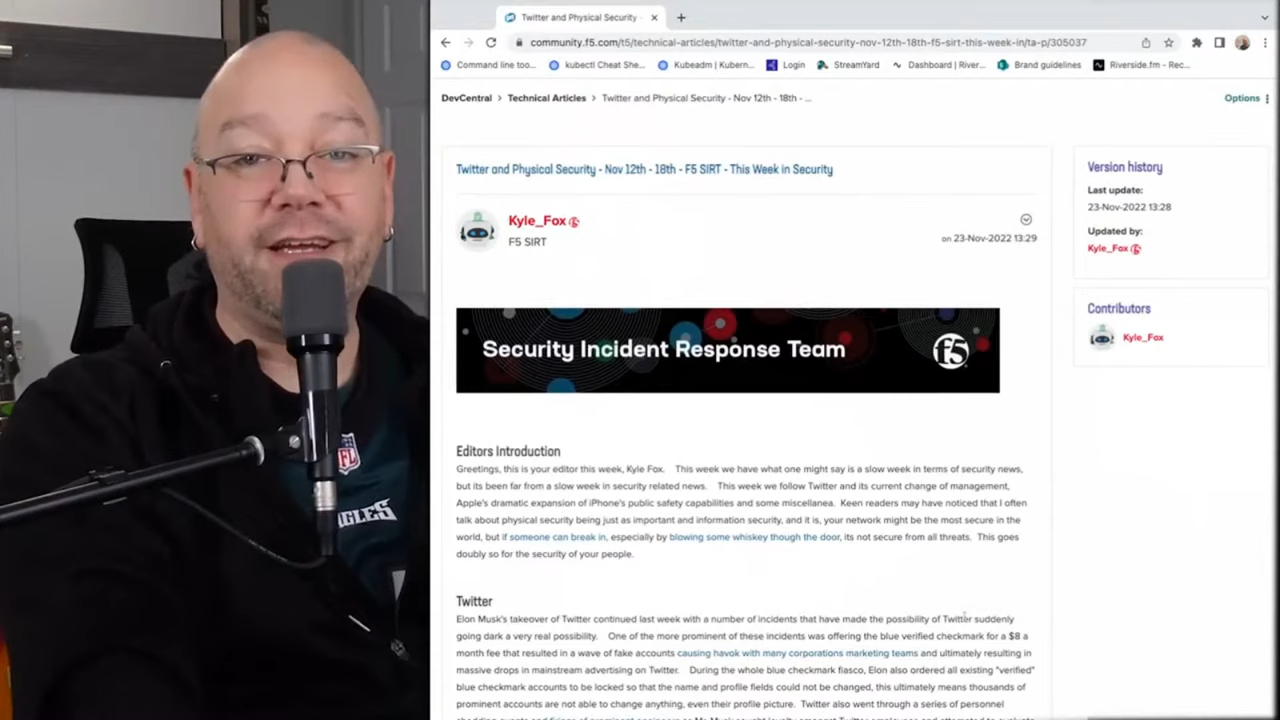 Twitter and Physical Security
community.f5.com/t5/technical-articles/twitter-and-physical-security-nov-12th-18th-f5-sirt-this-week-in/ta-p/305037
Command line too... kubectl Cheat She... Kubeadm | Kubern... Login StreamYard Dashboard | River... Brand guidelines Riverside.fm - Rec...
DevCentral > Technical Articles > Twitter and Physical Security - Nov 12th - 18th - ...
Options
Twitter and Physical Security - Nov 12th - 18th - F5 SIRT - This Week in Security
Kyle_Fox
F5 SIRT
on 23-Nov-2022 13:29
Security Incident Response Team
f5
Editors Introduction
Greetings, this is your editor this week, Kyle Fox. This week we have what one might say is a slow week in terms of security news,
but its been far from a slow week in security related news. This week we follow Twitter and its current change of management,
Apple's dramatic expansion of iPhone's public safety capabilities and some miscellanea. Keen readers may have noticed that I often
talk about physical security being just as important and information security, and it is, your network might be the most secure in the
world, but if someone can break in, especially by blowing some whiskey though the door, its not secure from all threats. This goes
doubly so for the security of your people.
Twitter
Elon Musk's takeover of Twitter continued last week with a number of incidents that have made the possibility of Twitter suddenly
going dark a very real possibility. One of the more prominent of these incidents was offering the blue verified checkmark for a $8 a
month fee that resulted in a wave of fake accounts causing havok with many corporations marketing teams and ultimately resulting in
massive drops in mainstream advertising on Twitter. During the whole blue checkmark fiasco, Elon also ordered all existing "verified"
blue checkmark accounts to be locked so that the name and profile fields could not be changed, this ultimately means thousands of
prominent accounts are not able to change anything, even their profile picture. Twitter also went through a series of personnel
Version history
Last update:
23-Nov-2022 13:28
Updated by:
Kyle_Fox
Contributors
Kyle_Fox
NFL
EAGLES